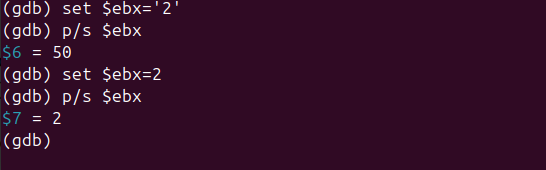 (gdb) set $ebx='2'
(gdb) p/s $ebx
$6 = 50
(gdb) set $ebx=2
(gdb) p/s $ebx
$7 = 2
(gdb)